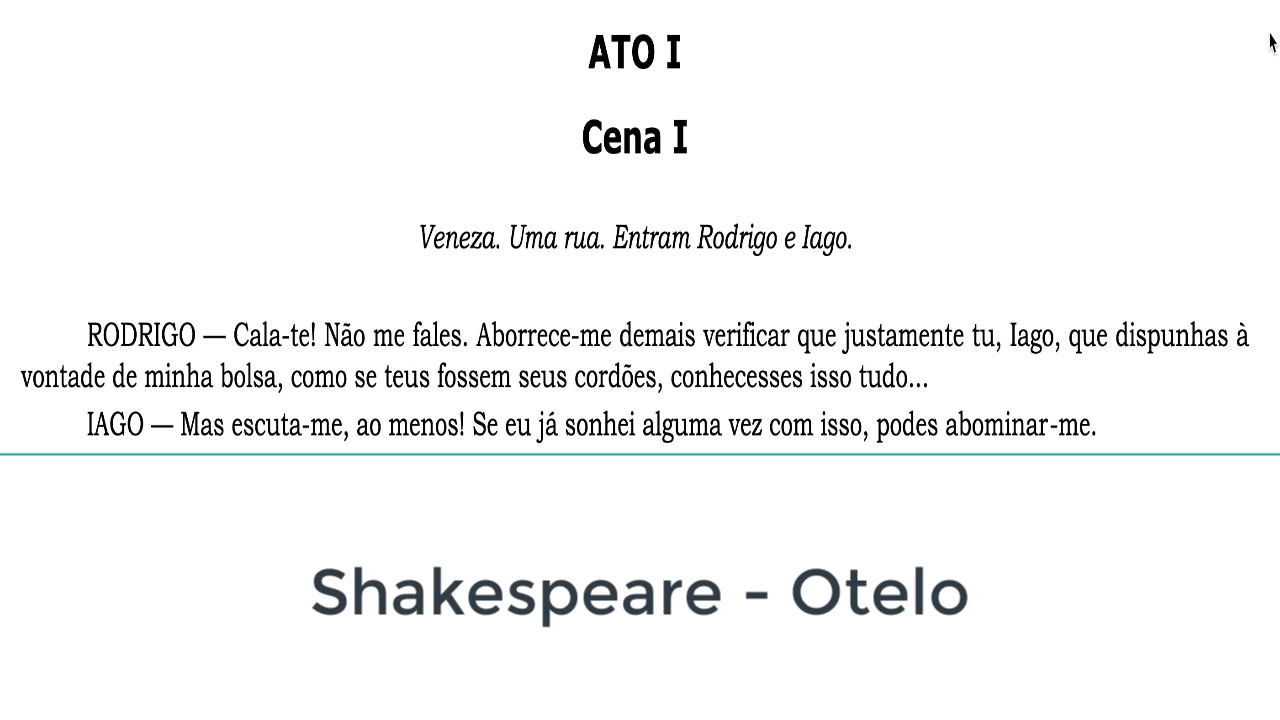 ATO I
Cena I
Veneza. Uma rua. Entram Rodrigo e Iago.
RODRIGO — Cala-te! Não me fales. Aborrece-me demais verificar que justamente tu, Iago, que dispunhas à
vontade de minha bolsa, como se teus fossem seus cordões, conhecesses isso tudo...
IAGO — Mas escuta-me, ao menos! Se eu já sonhei alguma vez com isso, podes abominar-me.
Shakespeare - Otelo